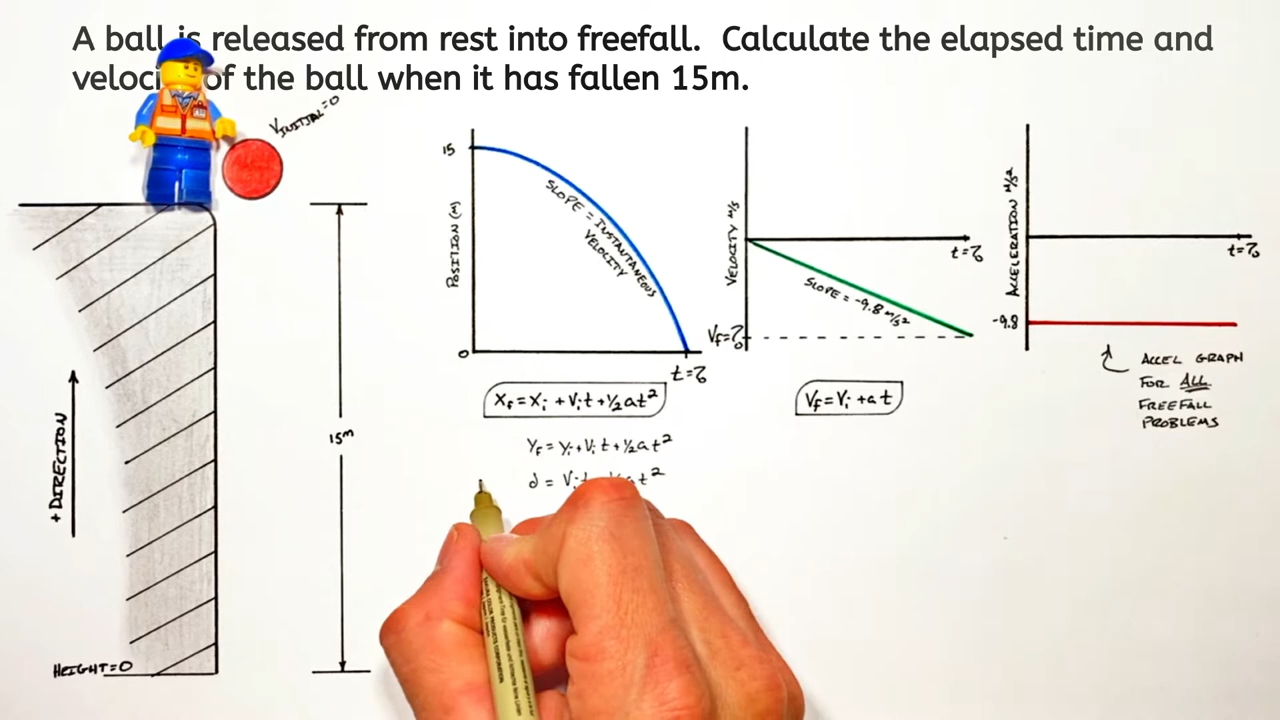 A ball is released from rest into freefall. Calculate the elapsed time and
of the ball when it has fallen 15m.
VINITIAL=0
15
POSITION (M)
SLOPE = INSTANTANEOUS
VELOCITY
0
t=?
VELOCITY M/S
t=?
SLOPE = -9.8 M/S²
Vf=?
ACCELERATION M/S²
t=?
-9.8
ACCEL GRAPH
FOR ALL
FREEFALL
PROBLEMS
Xf=Xi+Vit+½at²
Vf=Vi+at
Yf=Yi+Vit+½at²
d = Vit t²
+DIRECTION
15m
HEIGHT=0